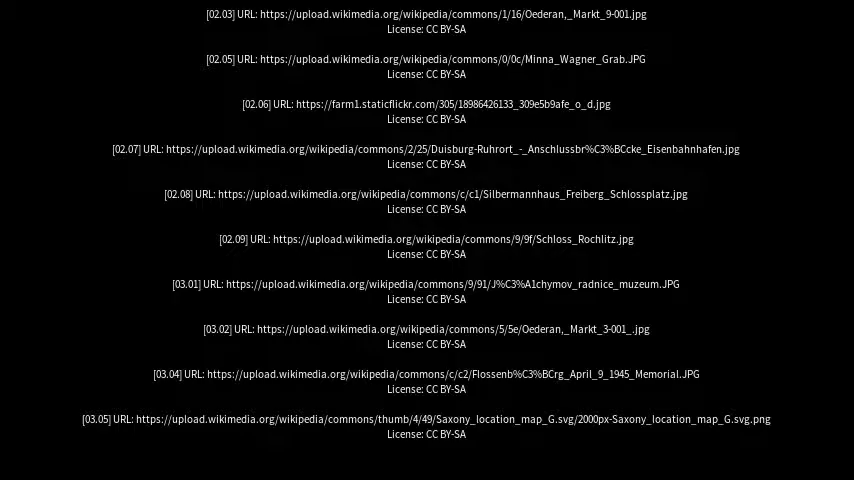 [02.03] URL: https://upload.wikimedia.org/wikipedia/commons/1/16/Oederan,_Markt_9-001.jpg
License: CC BY-SA
[02.05] URL: https://upload.wikimedia.org/wikipedia/commons/0/0c/Minna_Wagner_Grab.JPG
License: CC BY-SA
[02.06] URL: https://farm1.staticflickr.com/305/18986426133_309e5b9afe_o_d.jpg
License: CC BY-SA
[02.07] URL: https://upload.wikimedia.org/wikipedia/commons/2/25/Duisburg-Ruhrort_-_Anschlussbr%C3%BCcke_Eisenbahnhafen.jpg
License: CC BY-SA
[02.08] URL: https://upload.wikimedia.org/wikipedia/commons/c/c1/Silbermannhaus_Freiberg_Schlossplatz.jpg
License: CC BY-SA
[02.09] URL: https://upload.wikimedia.org/wikipedia/commons/9/9f/Schloss_Rochlitz.jpg
License: CC BY-SA
[03.01] URL: https://upload.wikimedia.org/wikipedia/commons/9/91/J%C3%A1chymov_radnice_muzeum.JPG
License: CC BY-SA
[03.02] URL: https://upload.wikimedia.org/wikipedia/commons/5/5e/Oederan,_Markt_3-001_.jpg
License: CC BY-SA
[03.04] URL: https://upload.wikimedia.org/wikipedia/commons/c/c2/Flossenb%C3%BCrg_April_9_1945_Memorial.JPG
License: CC BY-SA
[03.05] URL: https://upload.wikimedia.org/wikipedia/commons/thumb/4/49/Saxony_location_map_G.svg/2000px-Saxony_location_map_G.svg.png
License: CC BY-SA